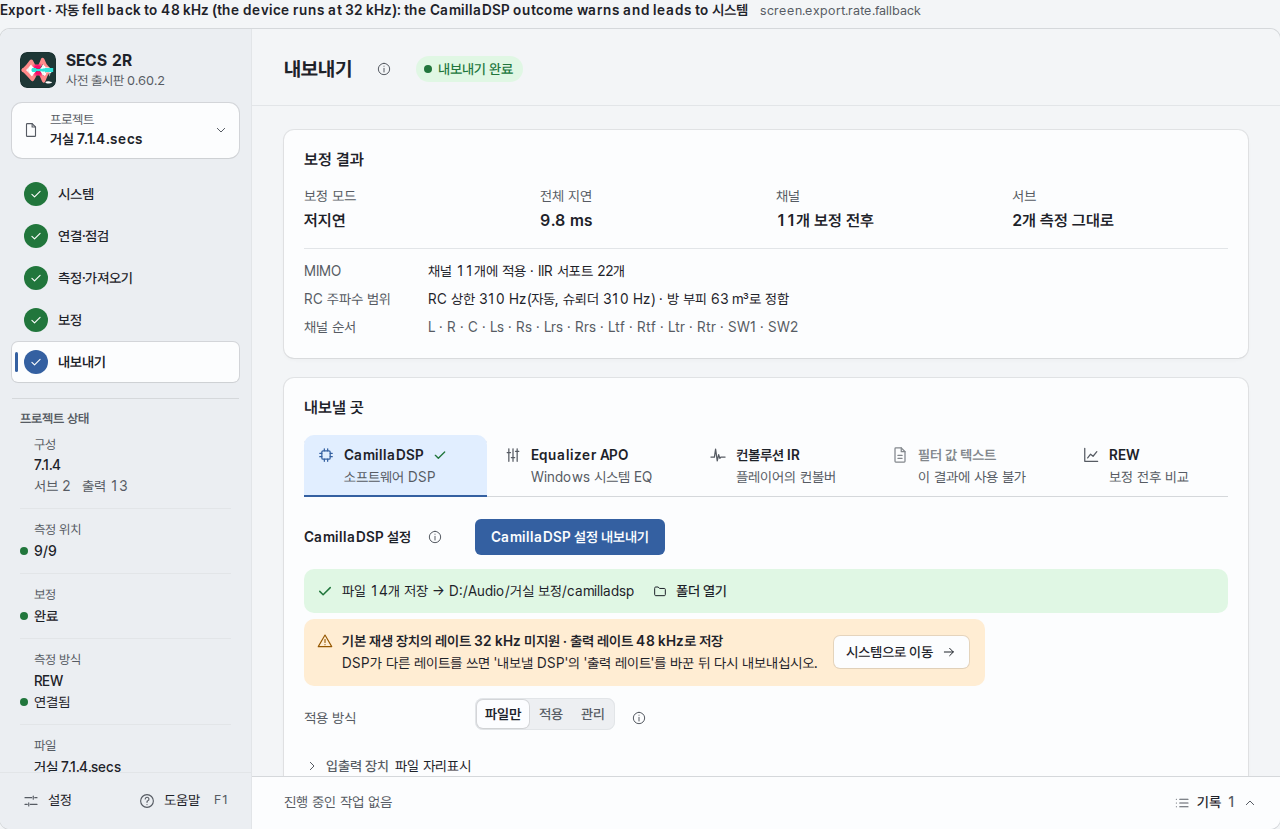 Export · 자동 fell back to 48 kHz (the device runs at 32 kHz): the CamillaDSP outcome warns and leads to 시스템 screen.export.rate.fallback
SECS 2R
사전 출시판 0.60.2
프로젝트
거실 7.1.4.secs
시스템
연결·점검
측정·가져오기
보정
내보내기
프로젝트 상태
구성
7.1.4
서브 2 출력 13
측정 위치
9/9
보정
완료
측정 방식
REW
연결됨
파일
거실 7.1.4.secs
설정
도움말 F1
내보내기
내보내기 완료
보정 결과
보정 모드 전체 지연 채널 서브
저지연 9.8 ms 11개 보정 전후 2개 측정 그대로
MIMO 채널 11개에 적용 · IIR 서포트 22개
RC 주파수 범위 RC 상한 310 Hz(자동, 슈뢰더 310 Hz) · 방 부피 63 m³로 정합
채널 순서 L · R · C · Ls · Rs · Lrs · Rrs · Ltf · Rtf · Ltr · Rtr · SW1 · SW2
내보낼 곳
CamillaDSP Equalizer APO 컨볼루션 IR 필터 값 텍스트 REW
소프트웨어 DSP Windows 시스템 EQ 플레이어의 컨볼버 이 결과에 사용 불가 보정 전후 비교
CamillaDSP 설정 CamillaDSP 설정 내보내기
파일 14개 저장 → D:/Audio/거실 보정/camilladsp 폴더 열기
기본 재생 장치의 레이트 32 kHz 미지원 · 출력 레이트 48 kHz로 저장
DSP가 다른 레이트를 쓰면 '내보낼 DSP'의 '출력 레이트'를 바꾼 뒤 다시 내보내십시오.
시스템으로 이동 →
적용 방식 파일만 적용 관리
입출력 장치 파일 자리표시
진행 중인 작업 없음
기록 1